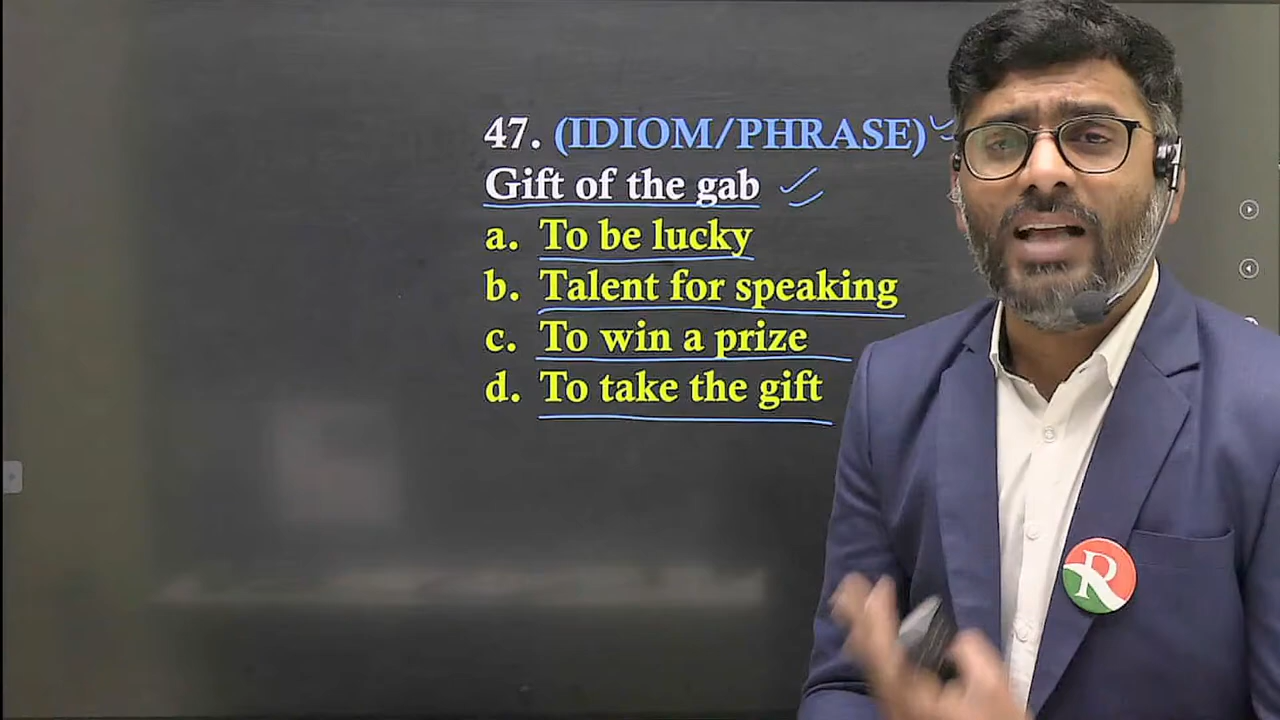 47. (IDIOM/PHRASE)
Gift of the gab
a. To be lucky
b. Talent for speaking
c. To win a prize
d. To take the gift
R